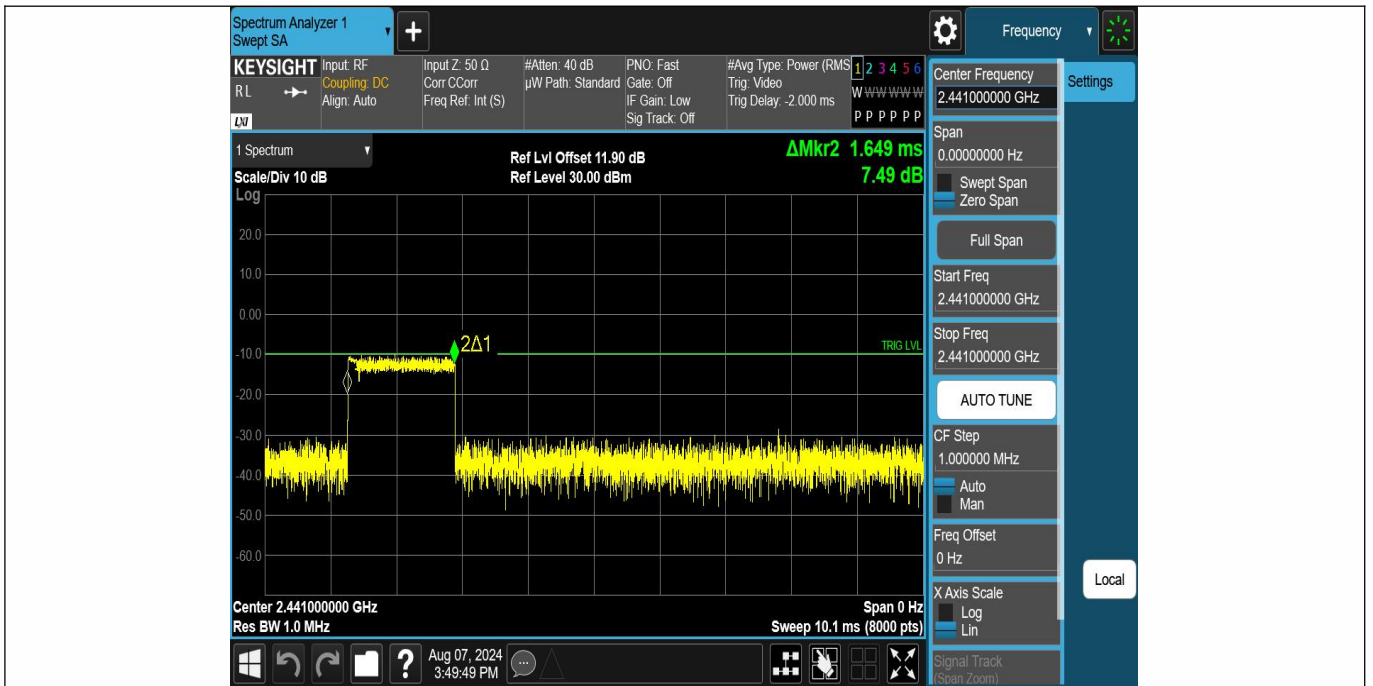 Spectrum Analyzer 1
Swept SA
+
Frequency
KEYSIGHT
RL
LXI
Input: RF
Coupling: DC
Align: Auto
Input Z: 50 Ω
Corr CCorr
Freq Ref: Int (S)
#Atten: 40 dB
µW Path: Standard
PNO: Fast
Gate: Off
IF Gain: Low
Sig Track: Off
#Avg Type: Power (RMS
Trig: Video
Trig Delay: -2.000 ms
1 2 3 4 5 6
W W W W W W
P P P P P P
1 Spectrum
Scale/Div 10 dB
Ref Lvl Offset 11.90 dB
Ref Level 30.00 dBm
ΔMkr2 1.649 ms
7.49 dB
Log
20.0
10.0
0.00
-10.0
-20.0
-30.0
-40.0
-50.0
-60.0
2Δ1
TRIG LVL
Center 2.441000000 GHz
Res BW 1.0 MHz
Span 0 Hz
Sweep 10.1 ms (8000 pts)
Center Frequency
2.441000000 GHz
Settings
Span
0.00000000 Hz
Swept Span
Zero Span
Full Span
Start Freq
2.441000000 GHz
Stop Freq
2.441000000 GHz
AUTO TUNE
CF Step
1.000000 MHz
Auto
Man
Freq Offset
0 Hz
X Axis Scale
Log
Lin
Local
Signal Track
(Span Zoom)
?
Aug 07, 2024
3:49:49 PM